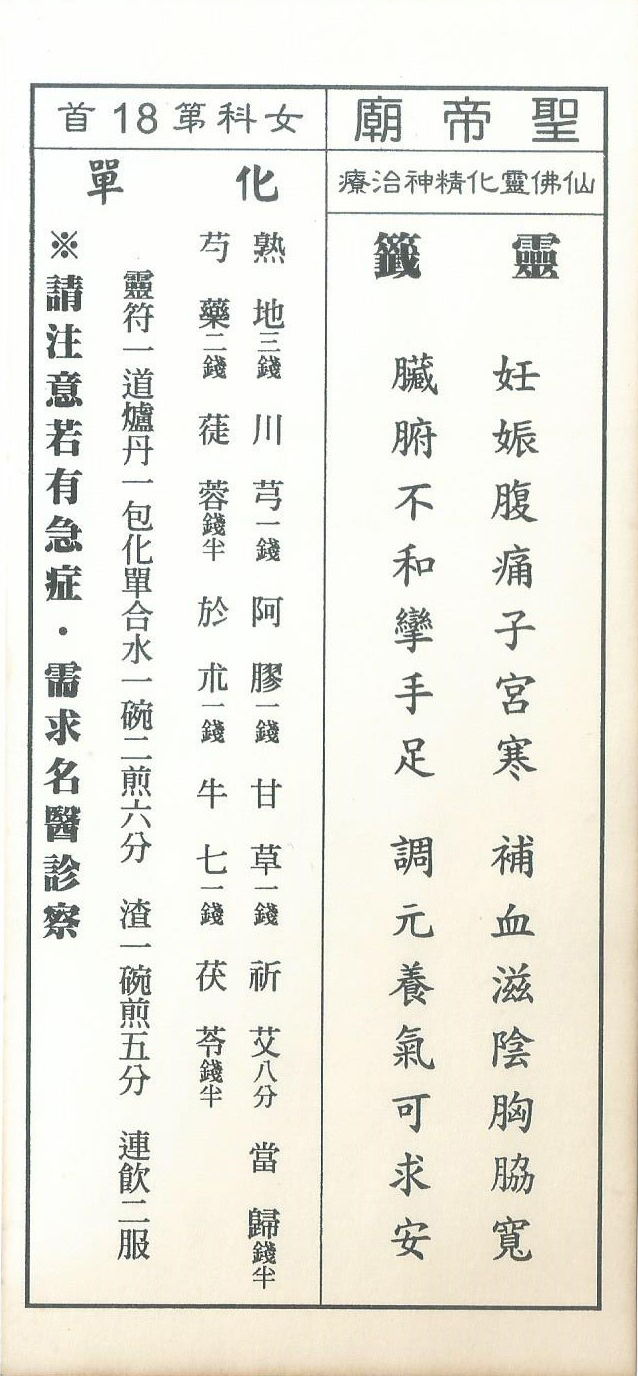 聖帝廟
仙佛靈化精神治療
靈籤
妊娠腹痛子宮寒　補血滋陰胸脇寬
臟腑不和攣手足　調元養氣可求安
女科第18首
化單
熟地三錢　川芎一錢　阿膠一錢　甘草一錢　祈艾八分　當歸錢半
芍藥二錢　蓯蓉錢半　於朮一錢　牛七一錢　茯苓錢半
靈符一道爐丹一包化單合水一碗二煎六分　渣一碗煎五分　連飲二服
※請注意若有急症・需求名醫診察